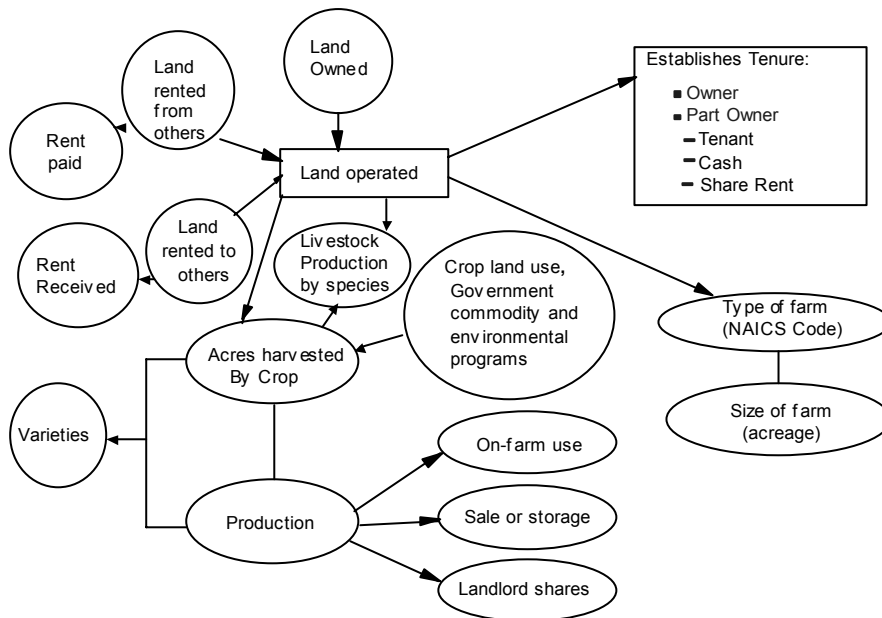 Land
Owned
Land
rented
from
others
Rent
paid
Establishes Tenure:
▪ Owner
▪ Part Owner
– Tenant
– Cash
– Share Rent
Land operated
Land
rented to
others
Rent
Received
Livestock
Production
by species
Crop land use,
Government
commodity and
environmental
programs
Type of farm
(NAICS Code)
Acres harvested
By Crop
Size of farm
(acreage)
Varieties
On-farm use
Production
Sale or storage
Landlord shares